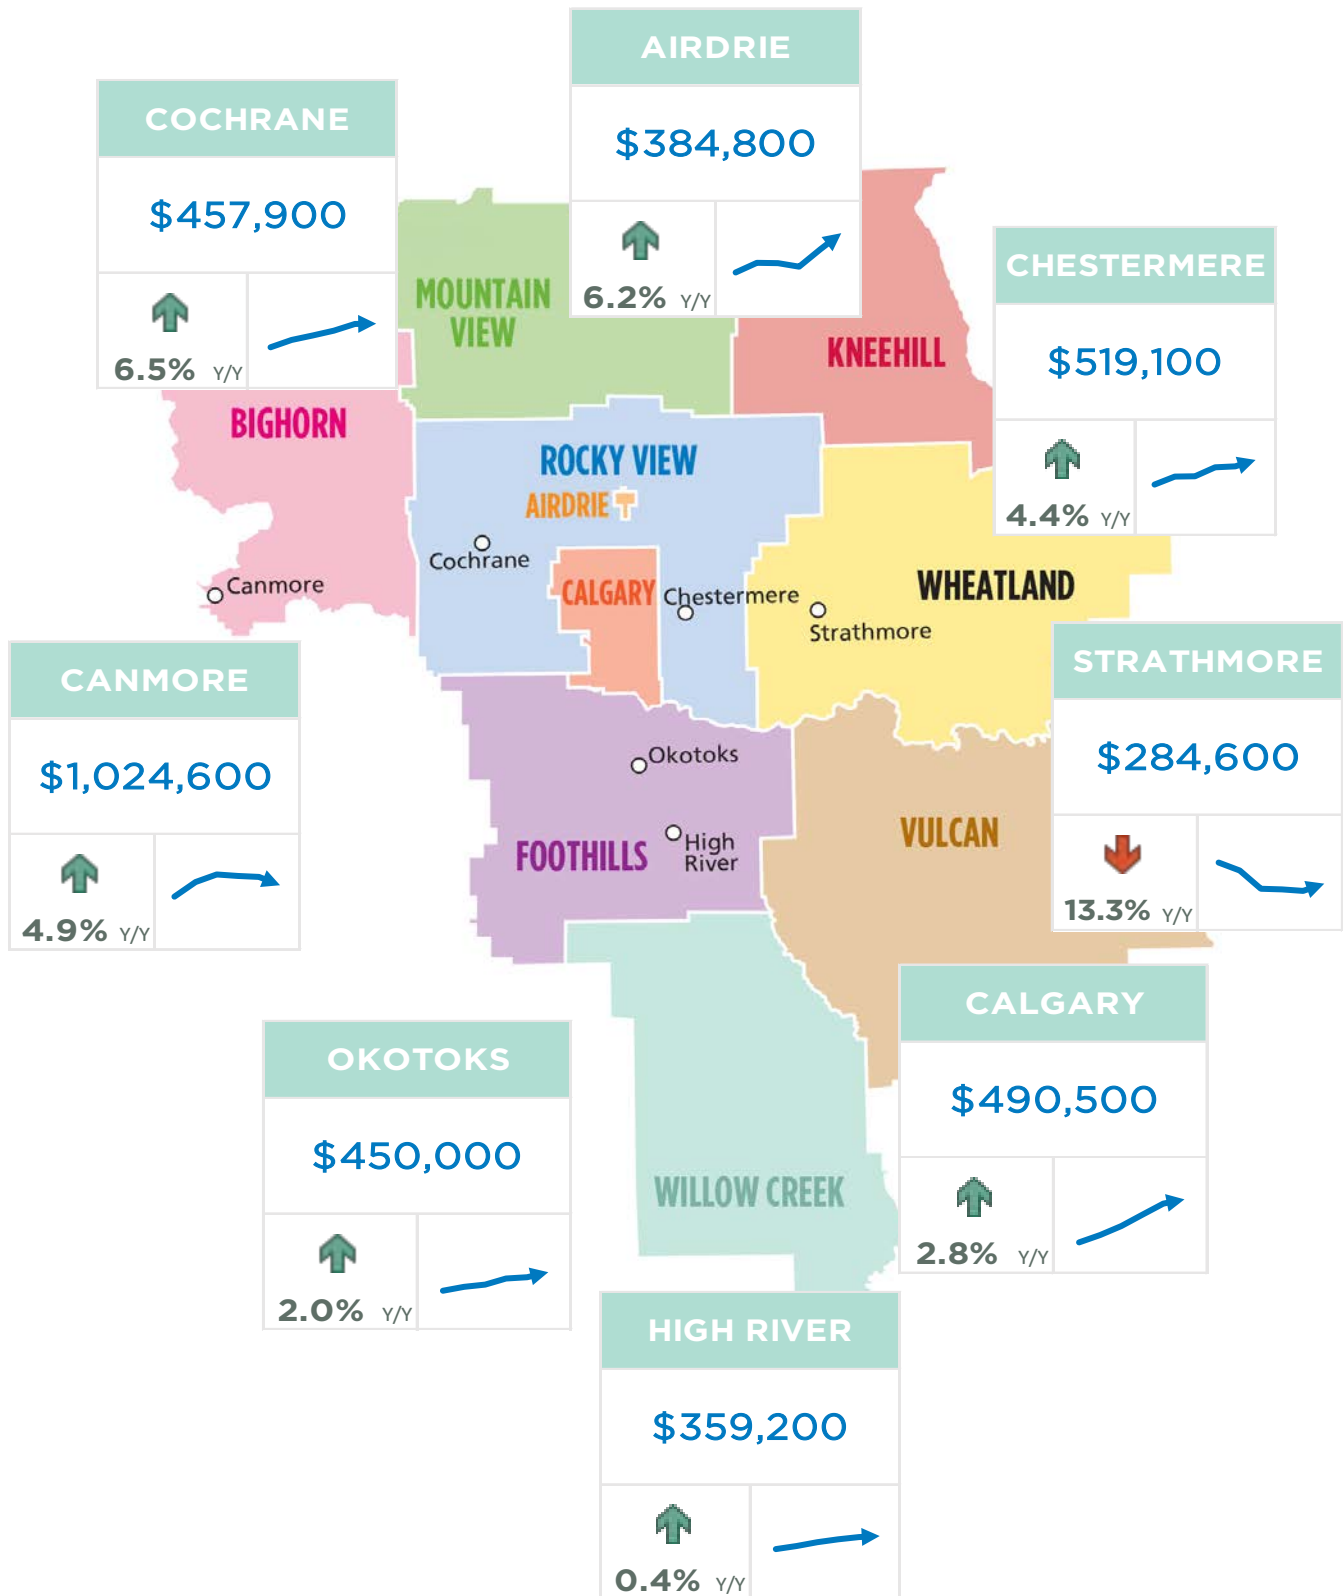 AIRDRIE
$384,800
6.2% Y/Y
COCHRANE
$457,900
6.5% Y/Y
CHESTERMERE
$519,100
4.4% Y/Y
MOUNTAIN
VIEW
KNEEHILL
BIGHORN
ROCKY VIEW
AIRDRIE
Cochrane
Canmore
CALGARY
Chestermere
WHEATLAND
Strathmore
CANMORE
$1,024,600
4.9% Y/Y
STRATHMORE
$284,600
13.3% Y/Y
Okotoks
High
River
FOOTHILLS
VULCAN
CALGARY
$490,500
2.8% Y/Y
OKOTOKS
$450,000
2.0% Y/Y
WILLOW CREEK
HIGH RIVER
$359,200
0.4% Y/Y